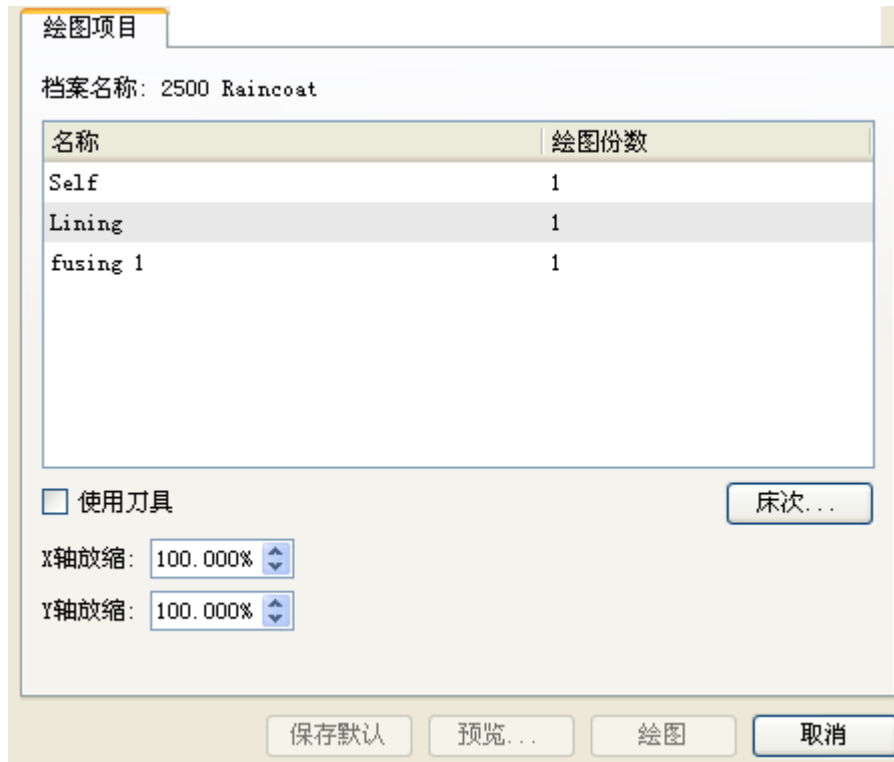 绘图项目
档案名称: 2500 Raincoat
名称 绘图份数
Self 1
Lining 1
fusing 1 1
使用刀具 床次...
X轴放缩: 100.000%
Y轴放缩: 100.000%
保存默认 预览... 绘图 取消